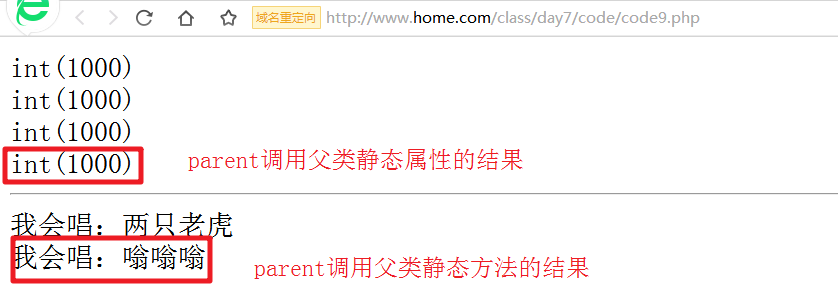 域名重定向 http://www.home.com/class/day7/code/code9.php
int(1000)
int(1000)
int(1000)
int(1000) parent调用父类静态属性的结果
我会唱：两只老虎
我会唱：嗡嗡嗡 parent调用父类静态方法的结果